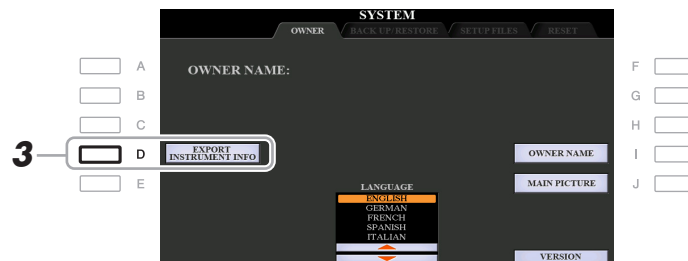 SYSTEM
OWNER
BACK UP/RESTORE
SETUP FILES
RESET
A
OWNER NAME:
F
B
G
C
H
3
D
EXPORT
INSTRUMENT INFO
OWNER NAME
I
E
LANGUAGE
MAIN PICTURE
J
ENGLISH
GERMAN
FRENCH
SPANISH
ITALIAN
VERSION